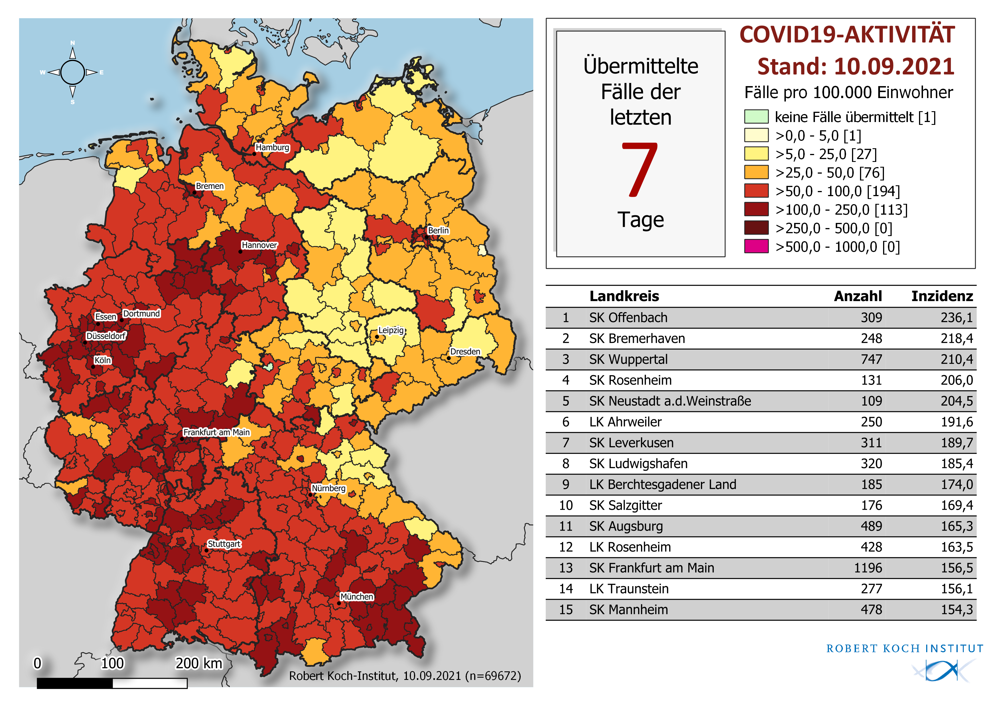 N
W
E
S
Hamburg
Bremen
Berlin
Hannover
Essen
Dortmund
Düsseldorf
Leipzig
Dresden
Köln
Frankfurt am Main
Nürnberg
Stuttgart
München
0 100 200 km
Robert Koch-Institut, 10.09.2021 (n=69672)
Übermittelte
Fälle der
letzten
7
Tage
COVID19-AKTIVITÄT
Stand: 10.09.2021
Fälle pro 100.000 Einwohner
keine Fälle übermittelt [1]
>0,0 - 5,0 [1]
>5,0 - 25,0 [27]
>25,0 - 50,0 [76]
>50,0 - 100,0 [194]
>100,0 - 250,0 [113]
>250,0 - 500,0 [0]
>500,0 - 1000,0 [0]
Landkreis Anzahl Inzidenz
1 SK Offenbach 309 236,1
2 SK Bremerhaven 248 218,4
3 SK Wuppertal 747 210,4
4 SK Rosenheim 131 206,0
5 SK Neustadt a.d.Weinstraße 109 204,5
6 LK Ahrweiler 250 191,6
7 SK Leverkusen 311 189,7
8 SK Ludwigshafen 320 185,4
9 LK Berchtesgadener Land 185 174,0
10 SK Salzgitter 176 169,4
11 SK Augsburg 489 165,3
12 LK Rosenheim 428 163,5
13 SK Frankfurt am Main 1196 156,5
14 LK Traunstein 277 156,1
15 SK Mannheim 478 154,3
ROBERT KOCH INSTITUT